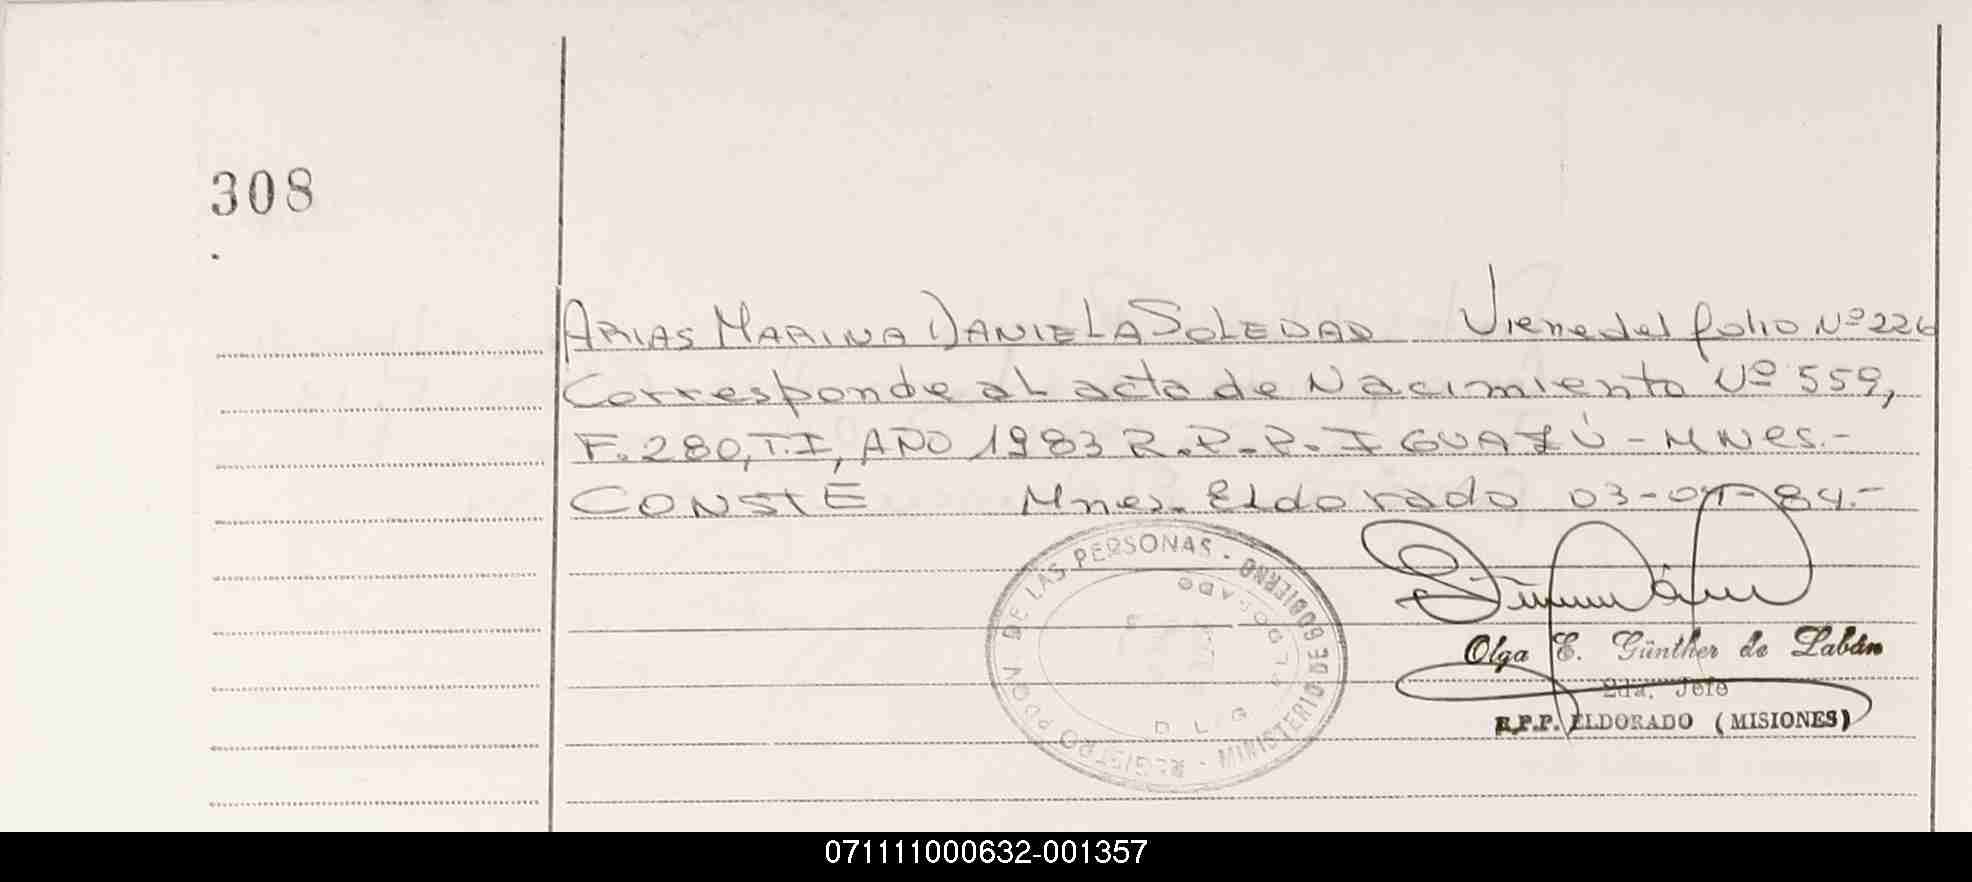 308
ARIAS MARINA DANIELA SOLEDAD Viene del folio Nº 226
Corresponde al acta de Nacimiento Nº 559,
F. 280, T. I, AÑO 1983 R.P.P. IGUAZÚ - MNES.-
CONSTE Mnes. Eldorado 03-01-84.-
REGISTRO PROV DE LAS PERSONAS - MINISTERIO DE GOBIERNO
ELDORADO
Olga E. Günther de Labán
2da. Jefe
R.P.P. ELDORADO (MISIONES)
071111000632-001357